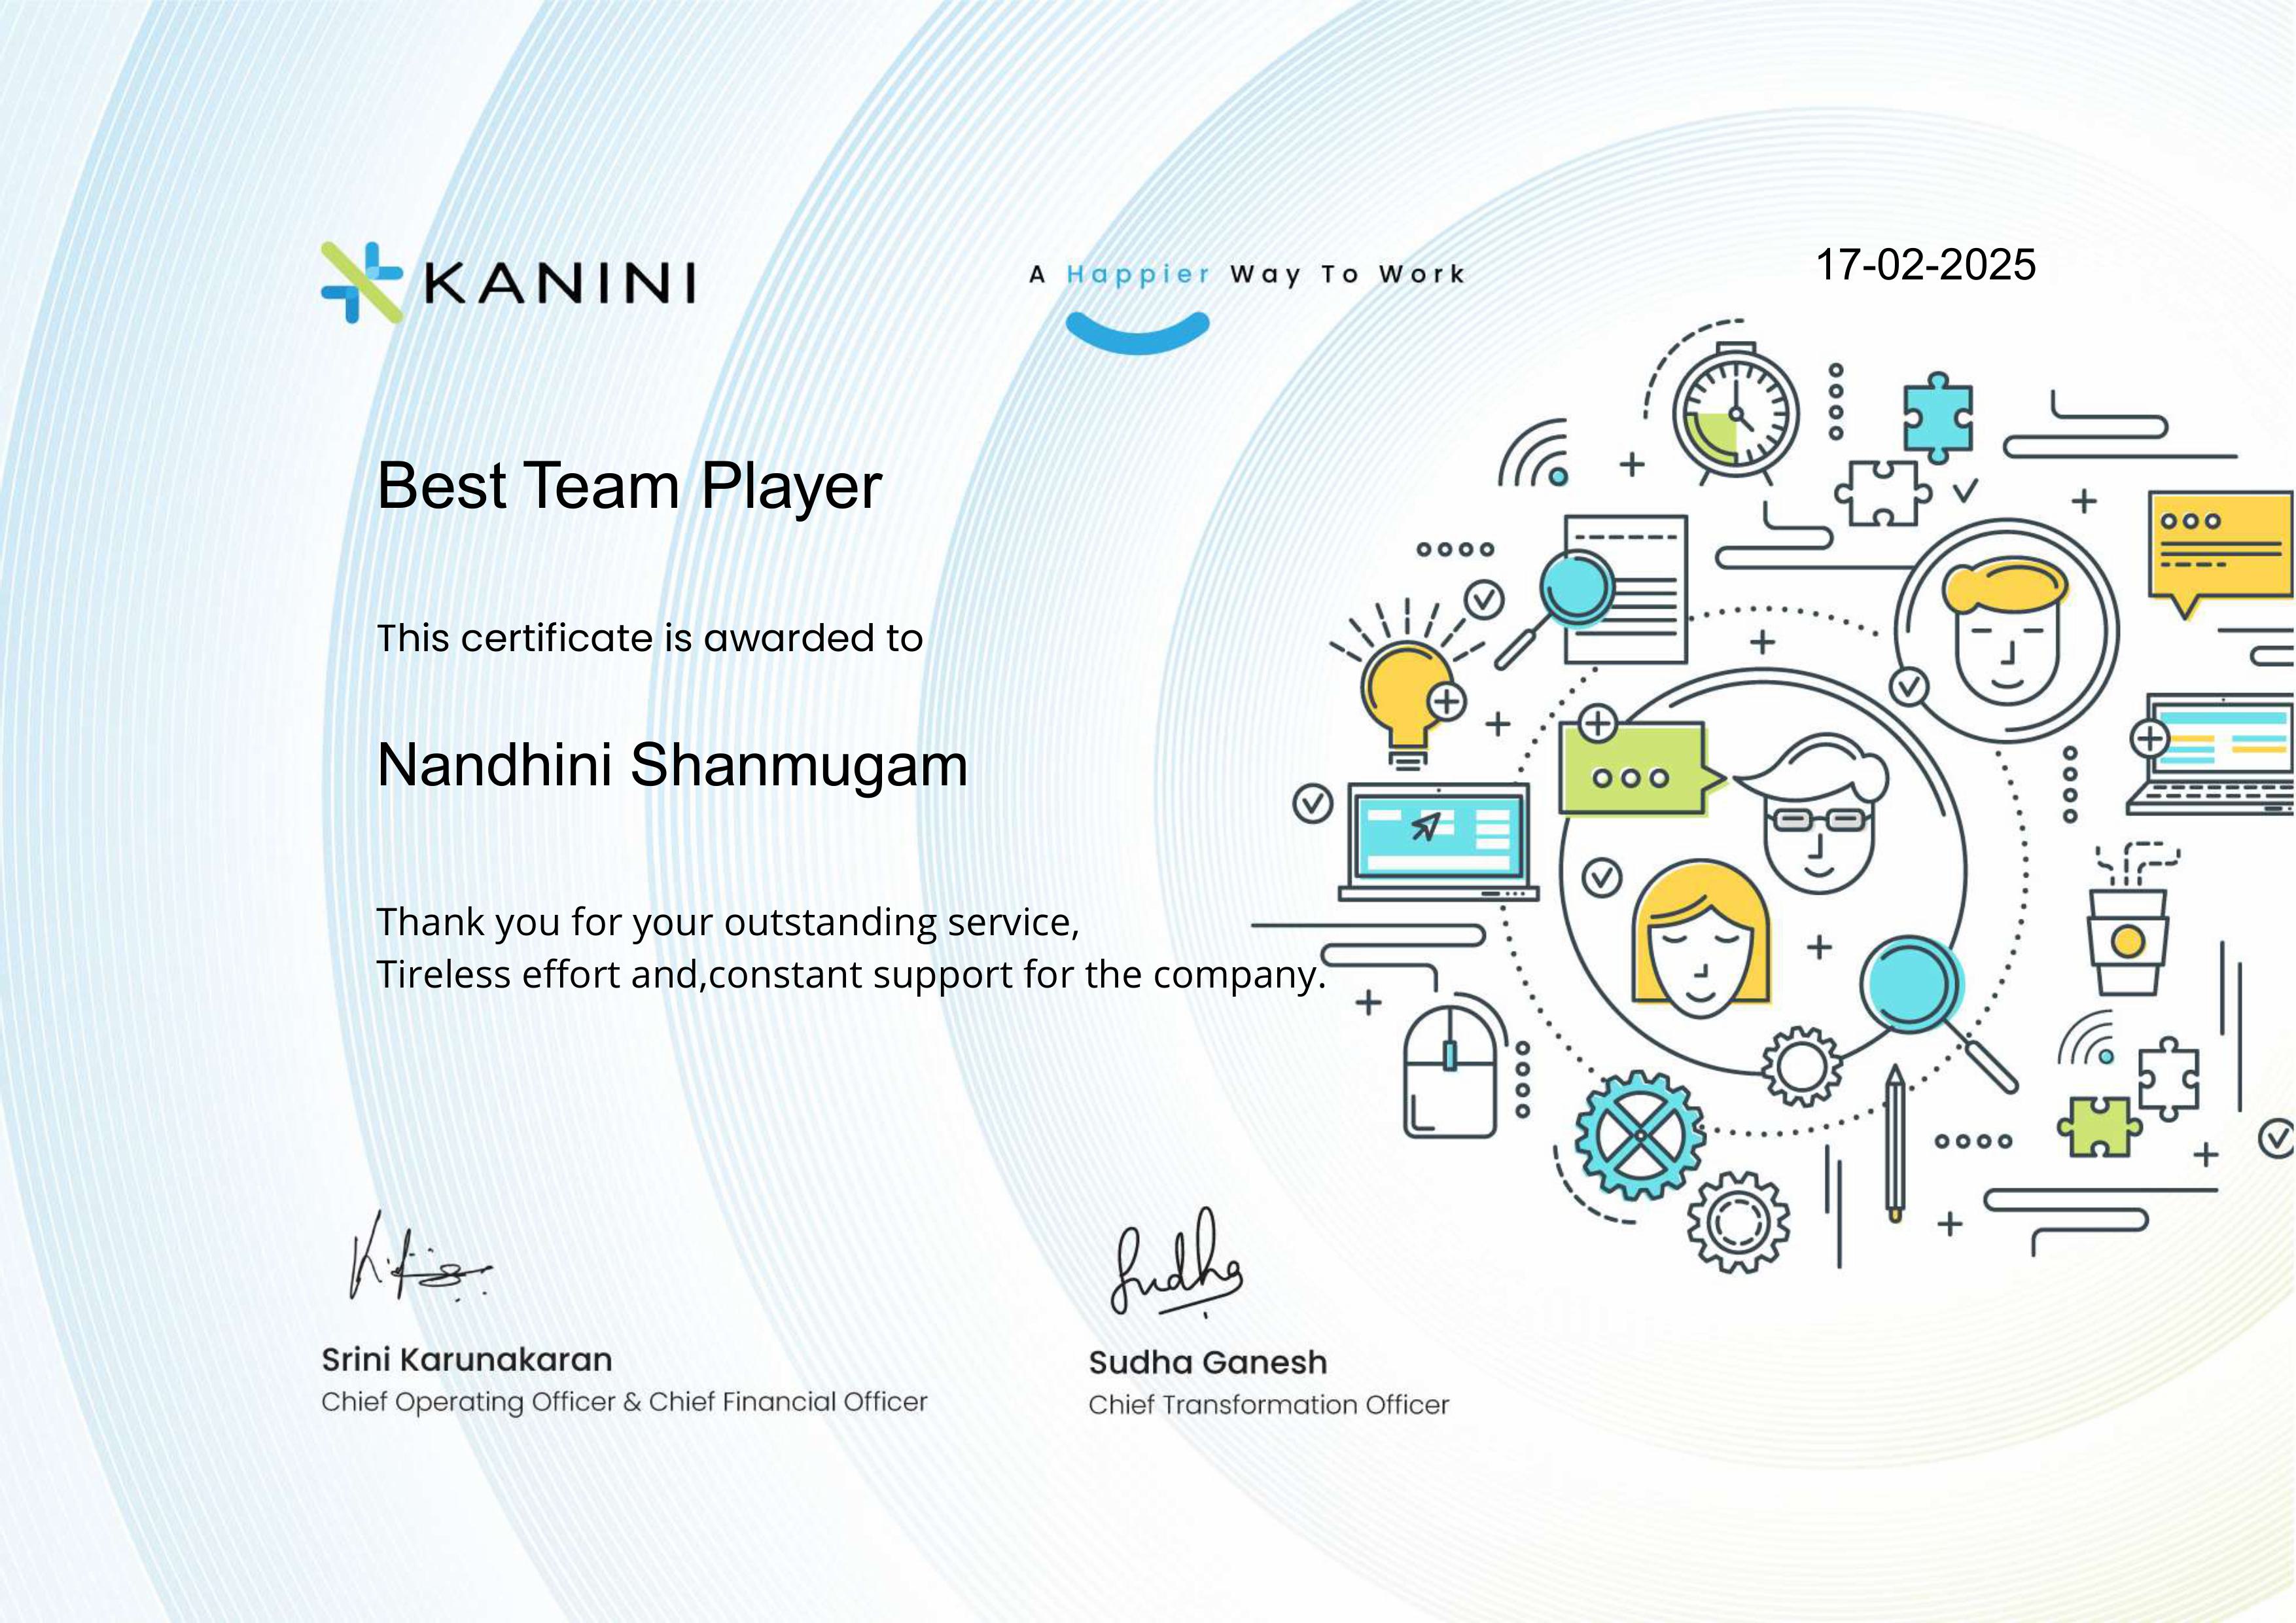 KANINI
A Happier Way To Work
17-02-2025
Best Team Player
This certificate is awarded to
Nandhini Shanmugam
Thank you for your outstanding service,
Tireless effort and,constant support for the company.
Sudha
Srini Karunakaran
Chief Operating Officer & Chief Financial Officer
Sudha Ganesh
Chief Transformation Officer